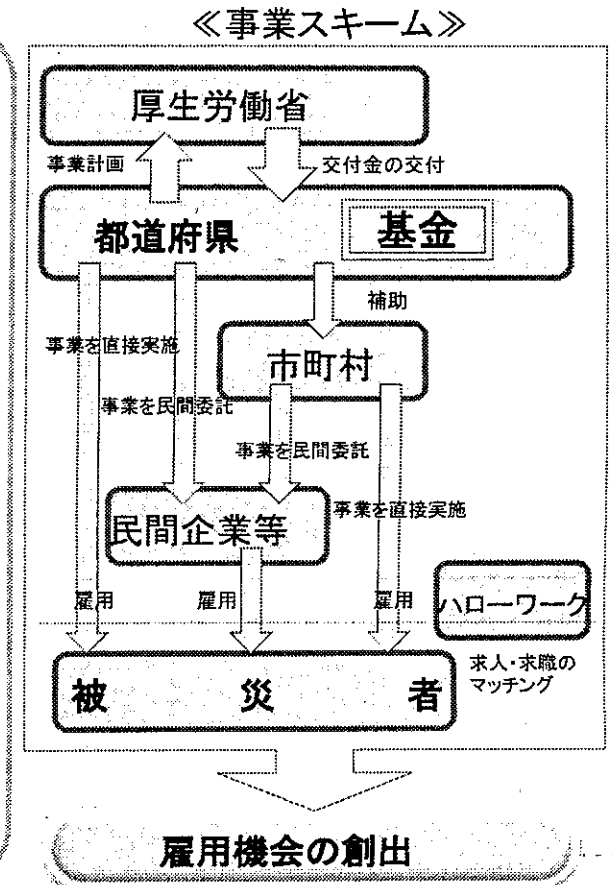 ≪事業スキーム≫
厚生労働省
事業計画
交付金の交付
都道府県
基金
補助
事業を直接実施
市町村
事業を民間委託
事業を民間委託
民間企業等
事業を直接実施
雇用
雇用
雇用
ハローワーク
求人・求職の
マッチング
被災者
雇用機会の創出